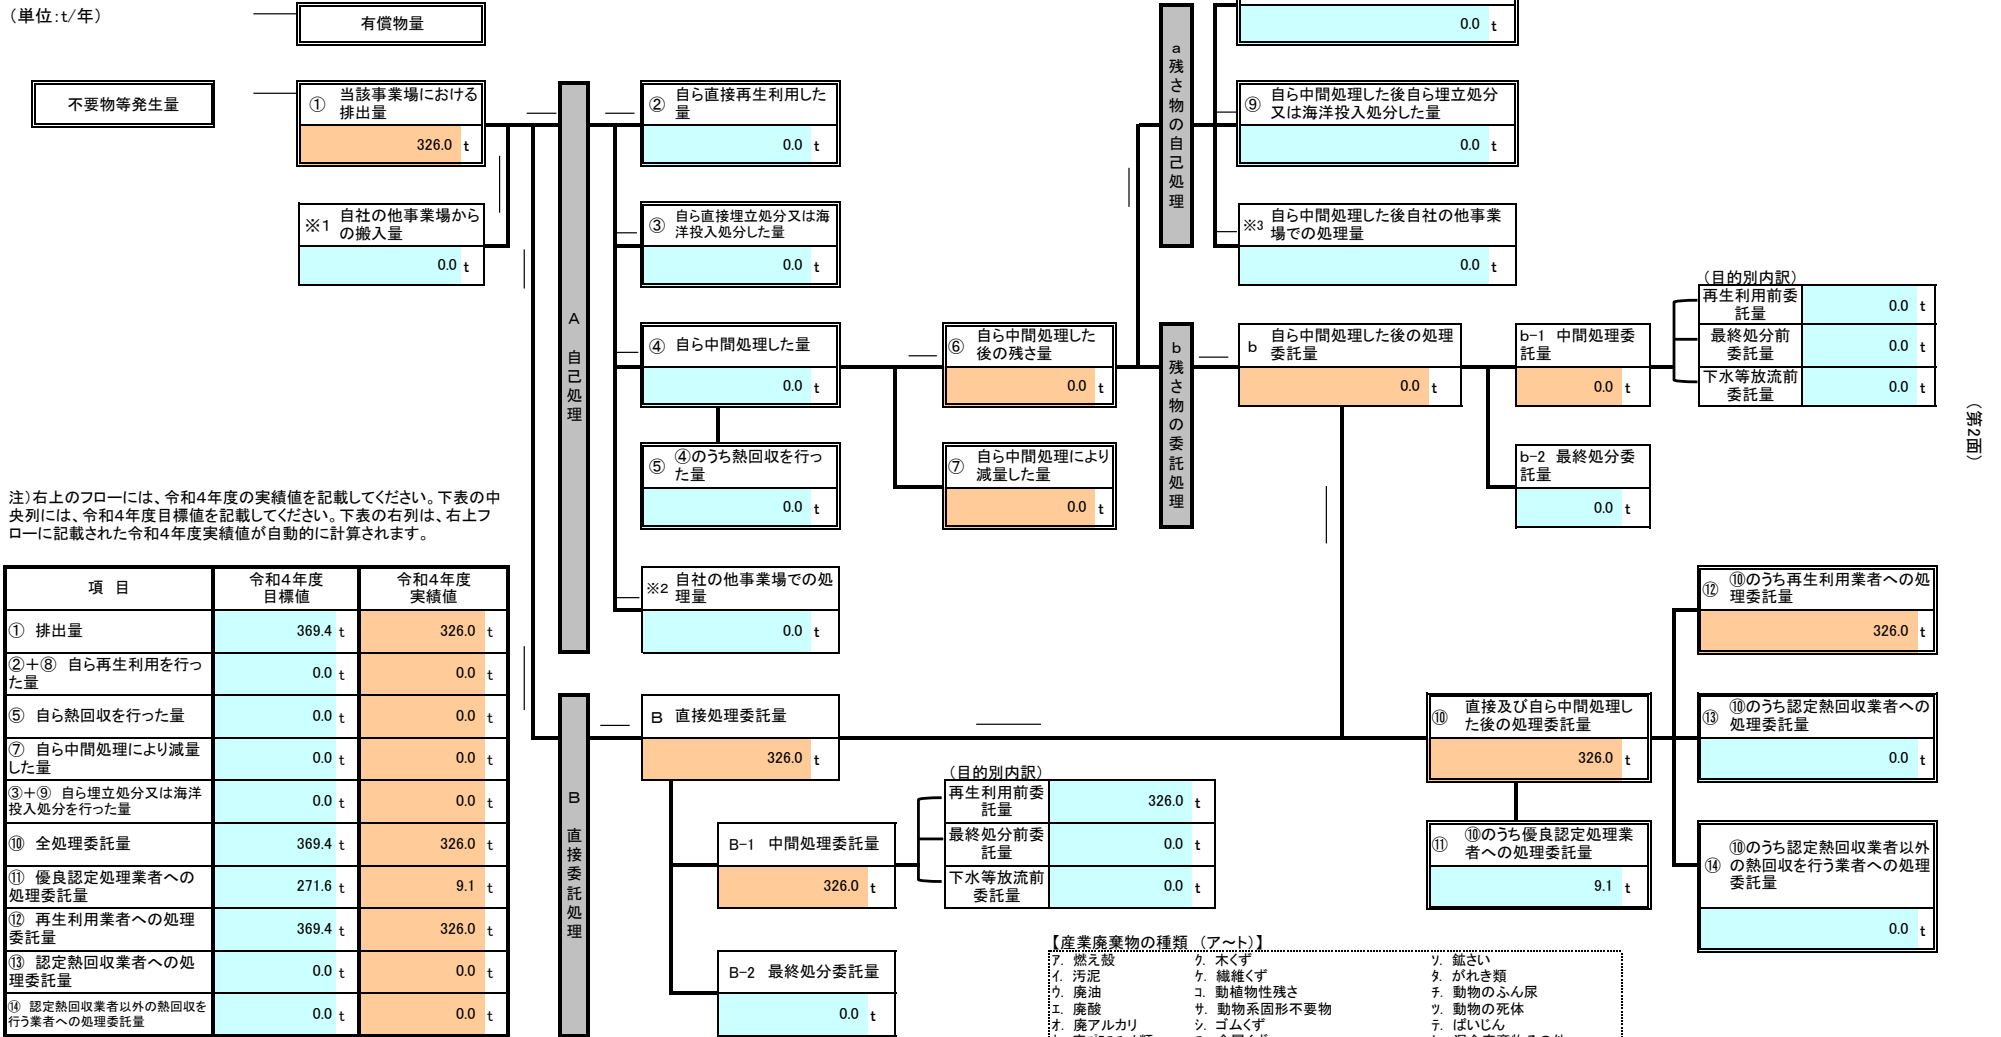 （単位：t/年）
有償物量
0.0 t
不要物等発生量
① 当該事業場における
排出量
326.0 t
※1 自社の他事業場から
の搬入量
0.0 t
A 自己処理
② 自ら直接再生利用した
量
0.0 t
③ 自ら直接埋立処分又は海
洋投入処分した量
0.0 t
④ 自ら中間処理した量
0.0 t
⑤ ④のうち熱回収を行っ
た量
0.0 t
※2 自社の他事業場での処
理量
0.0 t
⑥ 自ら中間処理した
後の残さ量
0.0 t
⑦ 自ら中間処理により
減量した量
0.0 t
a 残さ物の自己処理
⑨ 自ら中間処理した後自ら埋立処分
又は海洋投入処分した量
0.0 t
※3 自ら中間処理した後自社の他事業
場での処理量
0.0 t
b 残さ物の委託処理
b 自ら中間処理した後の処理
委託量
0.0 t
b-1 中間処理委
託量
0.0 t
b-2 最終処分委
託量
0.0 t
（目的別内訳）
再生利用前委
託量
0.0 t
最終処分前
委託量
0.0 t
下水等放流前
委託量
0.0 t
（第2面）
注）右上のフローには、令和4年度の実績値を記載してください。下表の中
央列には、令和4年度目標値を記載してください。下表の右列は、右上フ
ローに記載された令和4年度実績値が自動的に計算されます。
項 目
令和4年度
目標値
令和4年度
実績値
① 排出量
369.4 t 326.0 t
②＋⑧ 自ら再生利用を行っ
た量
0.0 t 0.0 t
⑤ 自ら熱回収を行った量
0.0 t 0.0 t
⑦ 自ら中間処理により減量
した量
0.0 t 0.0 t
③＋⑨ 自ら埋立処分又は海洋
投入処分を行った量
0.0 t 0.0 t
⑩ 全処理委託量
369.4 t 326.0 t
⑪ 優良認定処理業者への
処理委託量
271.6 t 9.1 t
⑫ 再生利用業者への処理
委託量
369.4 t 326.0 t
⑬ 認定熱回収業者への処
理委託量
0.0 t 0.0 t
⑭ 認定熱回収業者以外の熱回収を
行う業者への処理委託量
0.0 t 0.0 t
B 直接委託処理
B 直接処理委託量
326.0 t
B-1 中間処理委託量
326.0 t
B-2 最終処分委託量
0.0 t
（目的別内訳）
再生利用前委
託量
326.0 t
最終処分前委
託量
0.0 t
下水等放流前
委託量
0.0 t
⑩ 直接及び自ら中間処理し
た後の処理委託量
326.0 t
⑪ ⑩のうち優良認定処理業
者への処理委託量
9.1 t
⑫ ⑩のうち再生利用業者への処
理委託量
326.0 t
⑬ ⑩のうち認定熱回収業者への
処理委託量
0.0 t
⑭ ⑩のうち認定熱回収業者以外
の熱回収を行う業者への処理
委託量
0.0 t
【産業廃棄物の種類 （ア～ト）】
ア. 燃え殻 ク. 木くず ソ. 鉱さい
イ. 汚泥 ケ. 繊維くず タ. がれき類
ウ. 廃油 コ. 動植物性残さ チ. 動物のふん尿
エ. 廃酸 サ. 動物系固形不要物 ツ. 動物の死体
オ. 廃アルカリ シ. ゴムくず テ. ばいじん